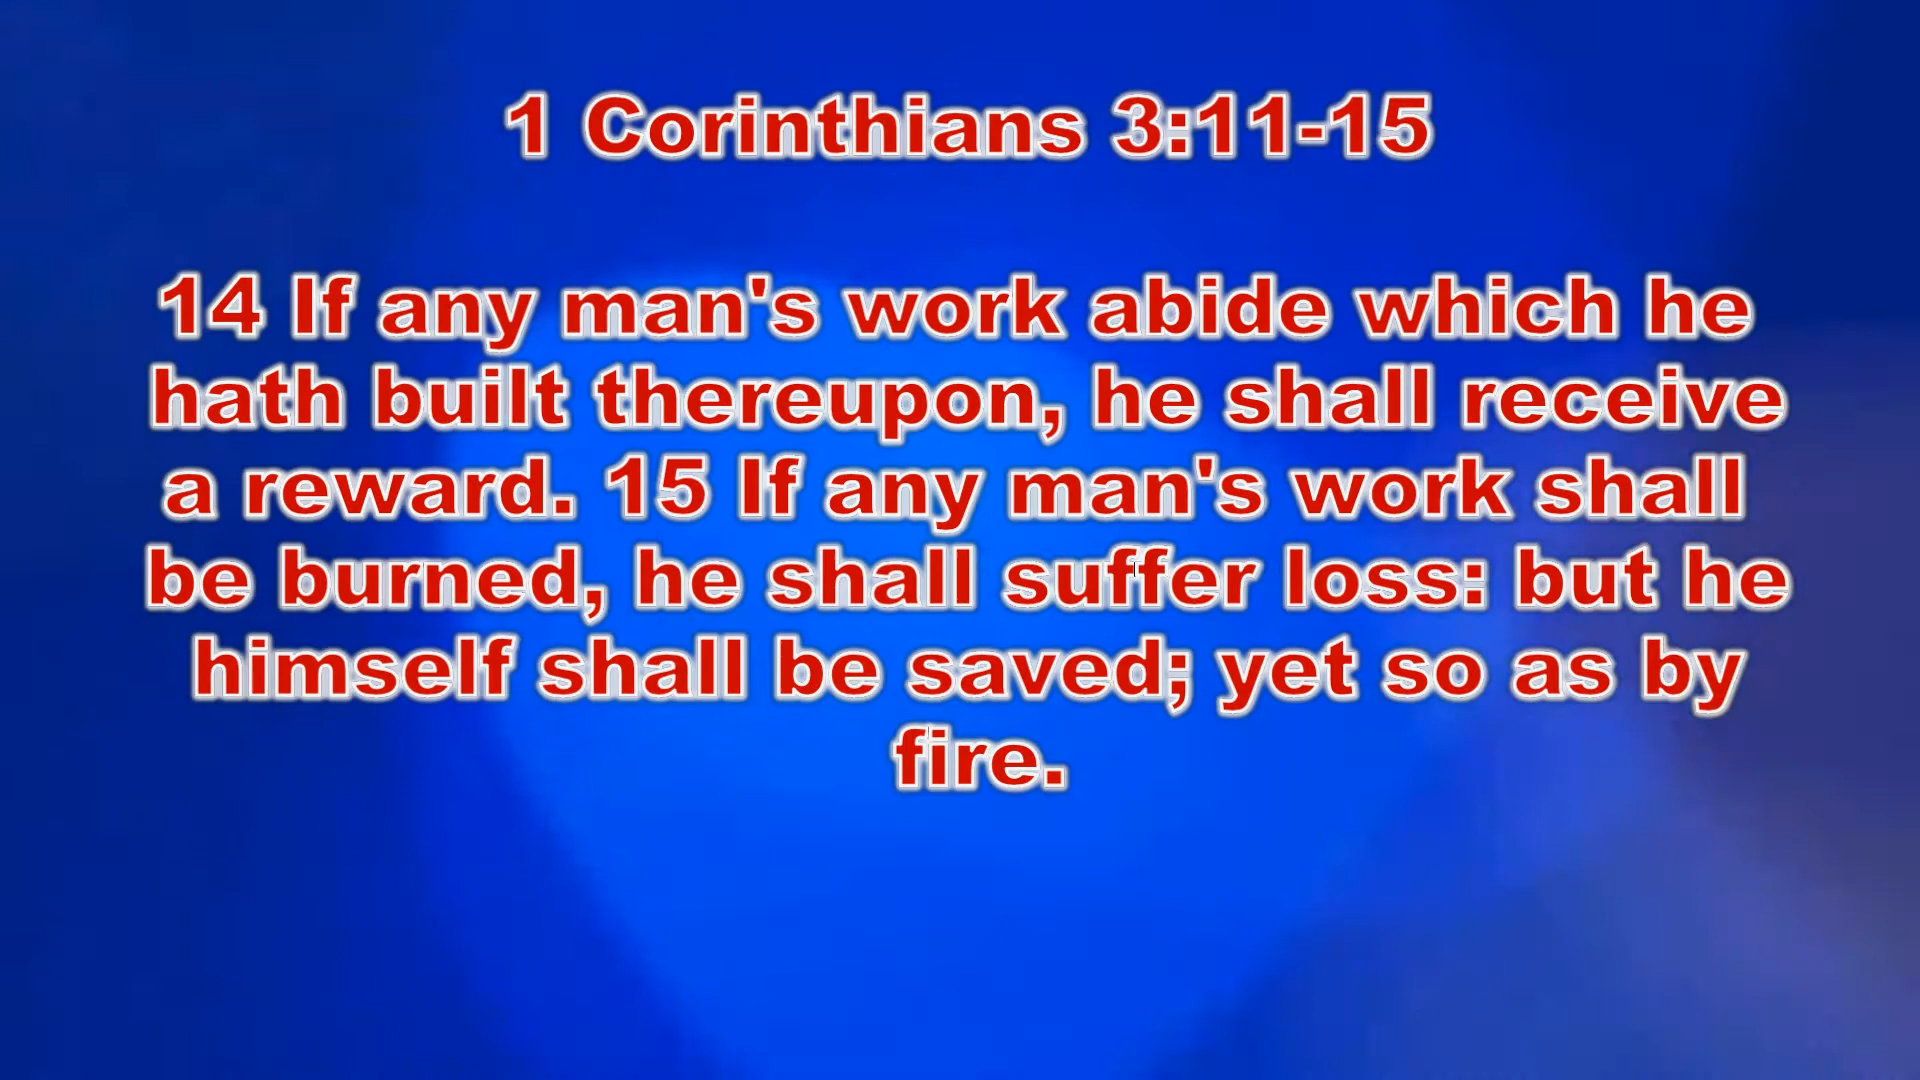 1 Corinthians 3:11-15
14 If any man's work abide which he
hath built thereupon, he shall receive
a reward. 15 If any man's work shall
be burned, he shall suffer loss: but he
himself shall be saved; yet so as by
fire.